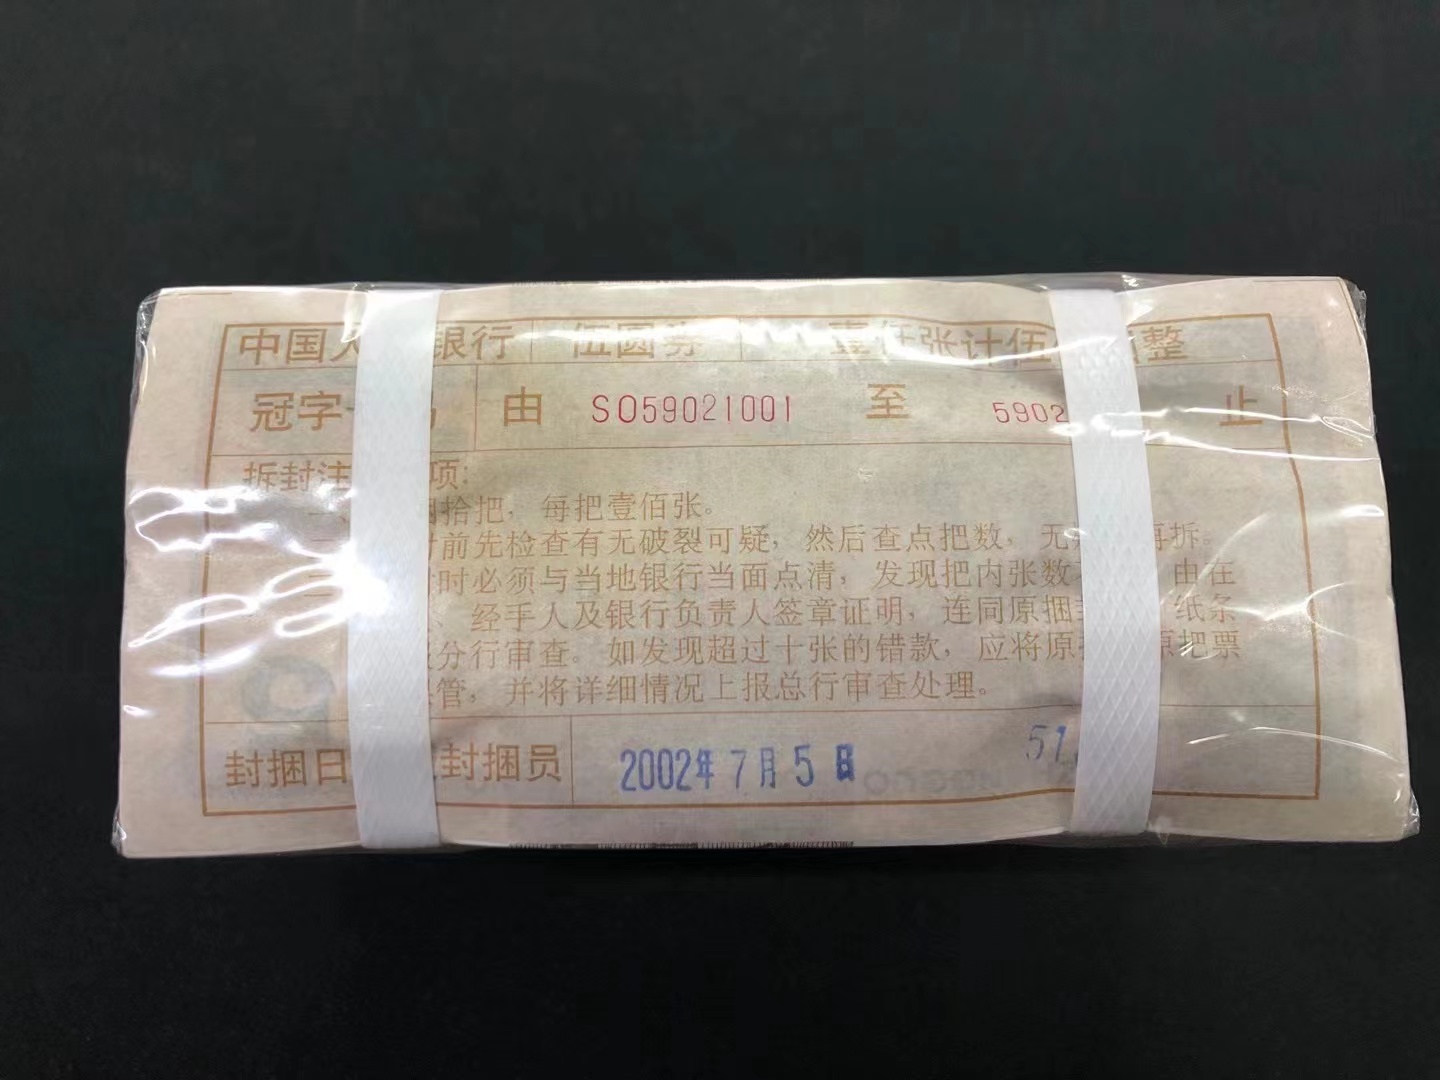 中国人 银行 伍圆券 壹仟张计伍 整
冠字 由 SO59021001 至 5902 止
拆封注 项:
拾把，每把壹佰张。
前先检查有无破裂可疑，然后查点把数，无 再拆。
时必须与当地银行当面点清，发现把内张数 由在
、经手人及银行负责人签章证明，连同原捆 纸条
分行审查。如发现超过十张的错款，应将原 原把票
管，并将详细情况上报总行审查处理。
封捆日 封捆员 2002年7月5日 51